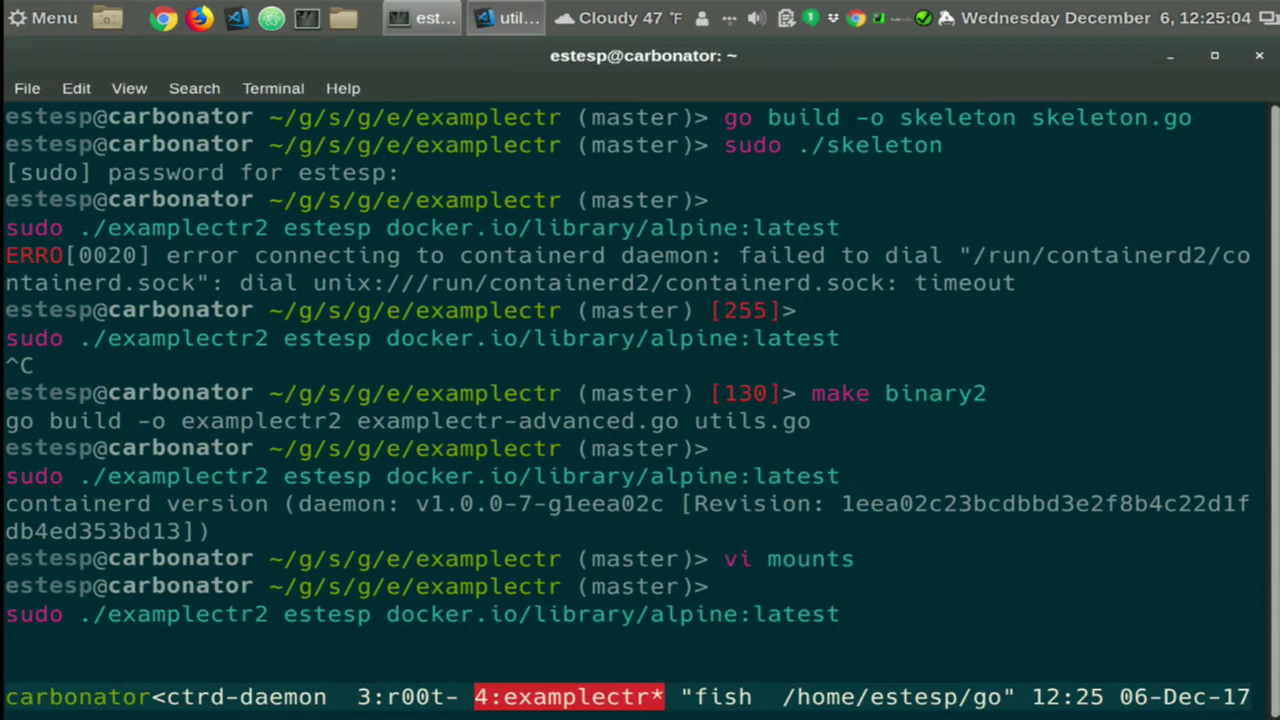 Menu est... util... Cloudy 47 °F Wednesday December 6, 12:25:04
estesp@carbonator: ~
File Edit View Search Terminal Help
estesp@carbonator ~/g/s/g/e/examplectr (master)> go build -o skeleton skeleton.go
estesp@carbonator ~/g/s/g/e/examplectr (master)> sudo ./skeleton
[sudo] password for estesp:
estesp@carbonator ~/g/s/g/e/examplectr (master)>
sudo ./examplectr2 estesp docker.io/library/alpine:latest
ERRO[0020] error connecting to containerd daemon: failed to dial "/run/containerd2/co
ntainerd.sock": dial unix:///run/containerd2/containerd.sock: timeout
estesp@carbonator ~/g/s/g/e/examplectr (master) [255]>
sudo ./examplectr2 estesp docker.io/library/alpine:latest
^C
estesp@carbonator ~/g/s/g/e/examplectr (master) [130]> make binary2
go build -o examplectr2 examplectr-advanced.go utils.go
estesp@carbonator ~/g/s/g/e/examplectr (master)>
sudo ./examplectr2 estesp docker.io/library/alpine:latest
containerd version (daemon: v1.0.0-7-g1eea02c [Revision: 1eea02c23bcdbbd3e2f8b4c22d1f
db4ed353bd13])
estesp@carbonator ~/g/s/g/e/examplectr (master)> vi mounts
estesp@carbonator ~/g/s/g/e/examplectr (master)>
sudo ./examplectr2 estesp docker.io/library/alpine:latest
carbonator<ctrd-daemon 3:r00t- 4:examplectr* "fish /home/estesp/go" 12:25 06-Dec-17